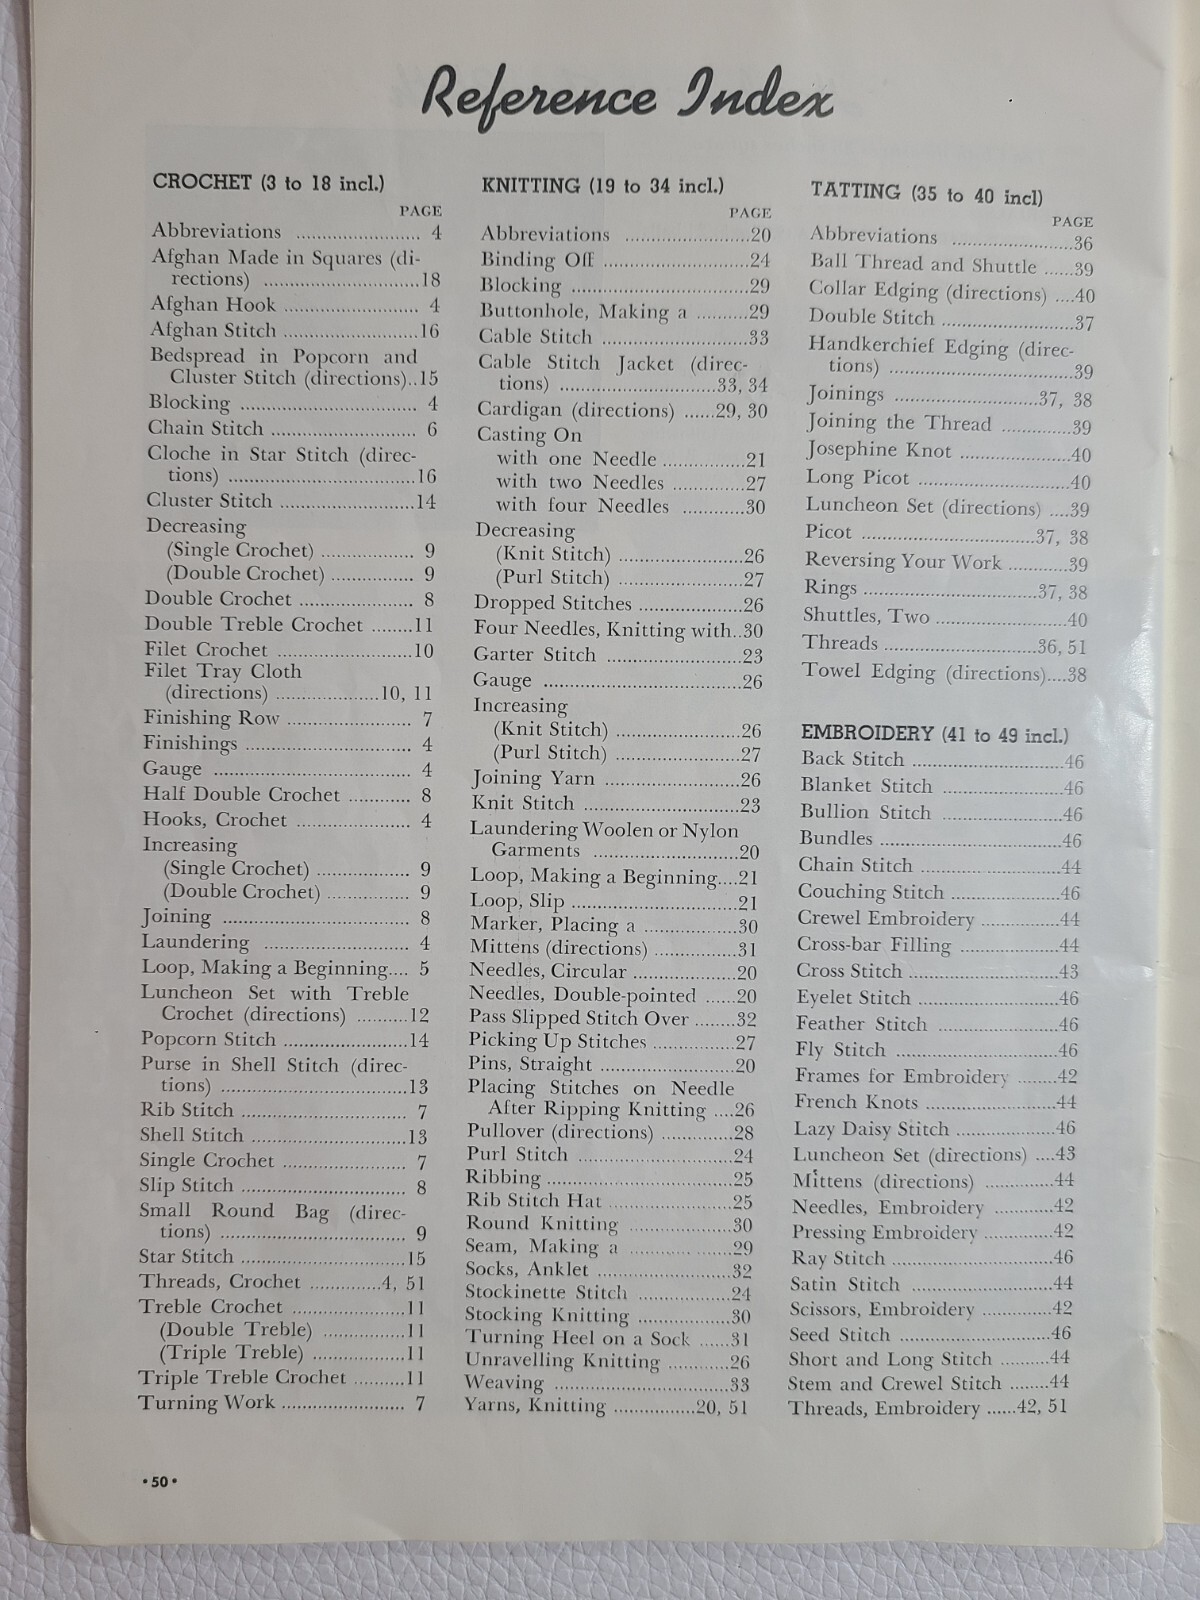 Reference Index
CROCHET (3 to 18 incl.)
PAGE
Abbreviations ........................ 4
Afghan Made in Squares (di-
rections) ..............................18
Afghan Hook .......................... 4
Afghan Stitch ..........................16
Bedspread in Popcorn and
Cluster Stitch (directions)..15
Blocking .................................. 4
Chain Stitch ............................ 6
Cloche in Star Stitch (direc-
tions) ....................................16
Cluster Stitch ..........................14
Decreasing
(Single Crochet) .................. 9
(Double Crochet) ................ 9
Double Crochet ...................... 8
Double Treble Crochet ........11
Filet Crochet ..........................10
Filet Tray Cloth
(directions) ....................10, 11
Finishing Row ........................ 7
Finishings ................................ 4
Gauge ...................................... 4
Half Double Crochet ............ 8
Hooks, Crochet ...................... 4
Increasing
(Single Crochet) .................. 9
(Double Crochet) ................ 9
Joining .................................... 8
Laundering ............................ 4
Loop, Making a Beginning.... 5
Luncheon Set with Treble
Crochet (directions) ..........12
Popcorn Stitch ........................14
Purse in Shell Stitch (direc-
tions) ....................................13
Rib Stitch ................................ 7
Shell Stitch ..............................13
Single Crochet ........................ 7
Slip Stitch ................................ 8
Small Round Bag (direc-
tions) .................................... 9
Star Stitch ................................15
Threads, Crochet ..............4, 51
Treble Crochet ......................11
(Double Treble) ................11
(Triple Treble) ..................11
Triple Treble Crochet ..........11
Turning Work ........................ 7
KNITTING (19 to 34 incl.)
PAGE
Abbreviations ........................20
Binding Off ............................24
Blocking ..................................29
Buttonhole, Making a ..........29
Cable Stitch ............................33
Cable Stitch Jacket (direc-
tions) ..............................33, 34
Cardigan (directions) ......29, 30
Casting On
with one Needle ................21
with two Needles ..............27
with four Needles ............30
Decreasing
(Knit Stitch) ........................26
(Purl Stitch) ........................27
Dropped Stitches ....................26
Four Needles, Knitting with..30
Garter Stitch ..........................23
Gauge ......................................26
Increasing
(Knit Stitch) ........................26
(Purl Stitch) ........................27
Joining Yarn ..........................26
Knit Stitch ..............................23
Laundering Woolen or Nylon
Garments ............................20
Loop, Making a Beginning....21
Loop, Slip ................................21
Marker, Placing a ..................30
Mittens (directions) ................31
Needles, Circular ....................20
Needles, Double-pointed ......20
Pass Slipped Stitch Over ........32
Picking Up Stitches ................27
Pins, Straight ..........................20
Placing Stitches on Needle
After Ripping Knitting ....26
Pullover (directions) ..............28
Purl Stitch ..............................24
Ribbing ....................................25
Rib Stitch Hat ........................25
Round Knitting ....................30
Seam, Making a ....................29
Socks, Anklet ..........................32
Stockinette Stitch ..................24
Stocking Knitting ..................30
Turning Heel on a Sock ......31
Unravelling Knitting ............26
Weaving ..................................33
Yarns, Knitting ................20, 51
TATTING (35 to 40 incl)
PAGE
Abbreviations ........................36
Ball Thread and Shuttle ......39
Collar Edging (directions) ....40
Double Stitch ..........................37
Handkerchief Edging (direc-
tions) ....................................39
Joinings ............................37, 38
Joining the Thread ..............39
Josephine Knot ......................40
Long Picot ..............................40
Luncheon Set (directions) ....39
Picot ..................................37, 38
Reversing Your Work ............39
Rings ..................................37, 38
Shuttles, Two ..........................40
Threads ..............................36, 51
Towel Edging (directions)....38
EMBROIDERY (41 to 49 incl.)
Back Stitch ..............................46
Blanket Stitch ........................46
Bullion Stitch ........................46
Bundles ....................................46
Chain Stitch ............................44
Couching Stitch ......................46
Crewel Embroidery ................44
Cross-bar Filling ....................44
Cross Stitch ..............................43
Eyelet Stitch ............................46
Feather Stitch ........................46
Fly Stitch ................................46
Frames for Embroidery ........42
French Knots ..........................44
Lazy Daisy Stitch ....................46
Luncheon Set (directions) ....43
Mittens (directions) ..............44
Needles, Embroidery ............42
Pressing Embroidery ..............42
Ray Stitch ................................46
Satin Stitch ............................44
Scissors, Embroidery ..............42
Seed Stitch ..............................46
Short and Long Stitch ..........44
Stem and Crewel Stitch ........44
Threads, Embroidery ......42, 51
• 50 •